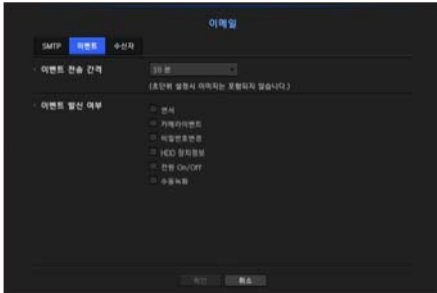 이메일
SMTP 이벤트 수신자
이벤트 전송 간격 10 분
(초단위 설정시 이미지는 포함되지 않습니다.)
이벤트 발신 여부
센서
카메라이벤트
비밀번호변경
HDD 장치정보
전원 On/Off
수동녹화
확인 취소